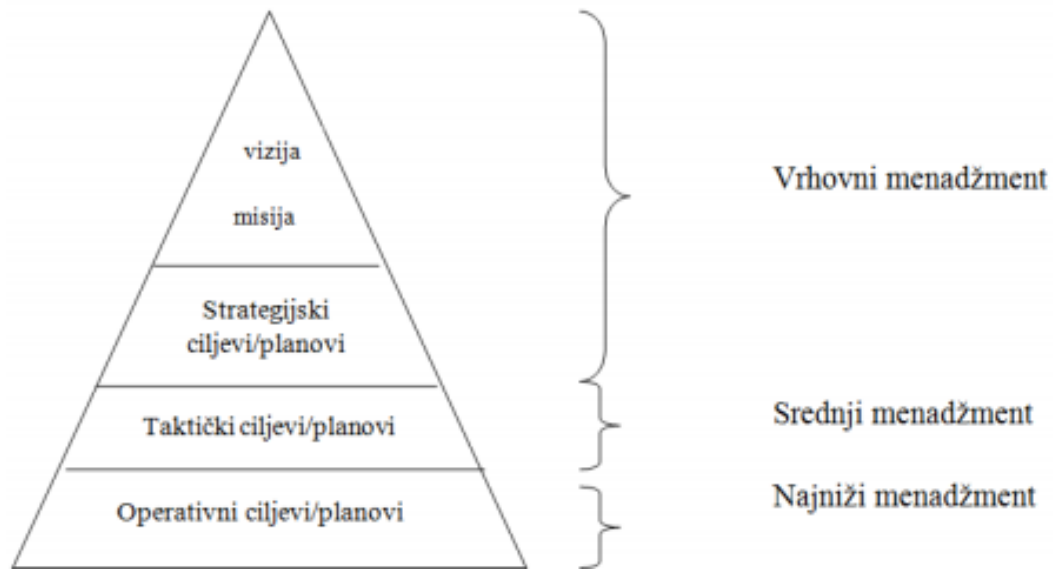 vizija
misija
Strategijski
ciljevi/planovi
Taktički ciljevi/planovi
Operativni ciljevi/planovi
Vrhovni menadžment
Srednji menadžment
Najniži menadžment